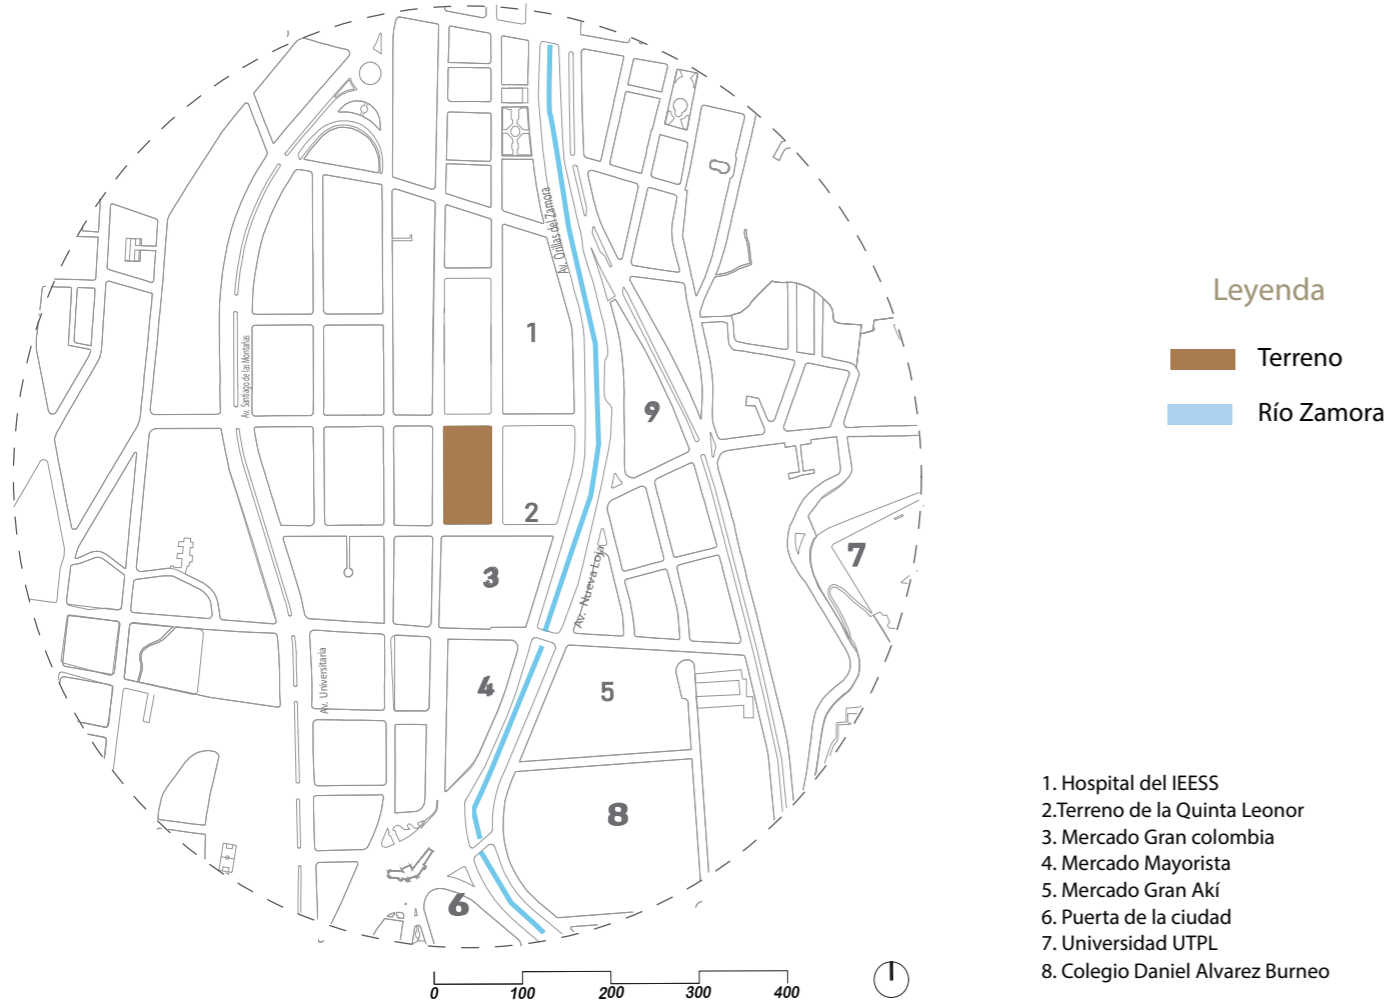 Av. Orillas del Zamora
1
Av. Santiago de las Montañas
9
2
3
7
Av. Nueva Loja
Av. Universitaria
4
5
8
6
0 100 200 300 400
Leyenda
Terreno
Río Zamora
1. Hospital del IEESS
2.Terreno de la Quinta Leonor
3. Mercado Gran colombia
4. Mercado Mayorista
5. Mercado Gran Akí
6. Puerta de la ciudad
7. Universidad UTPL
8. Colegio Daniel Alvarez Burneo